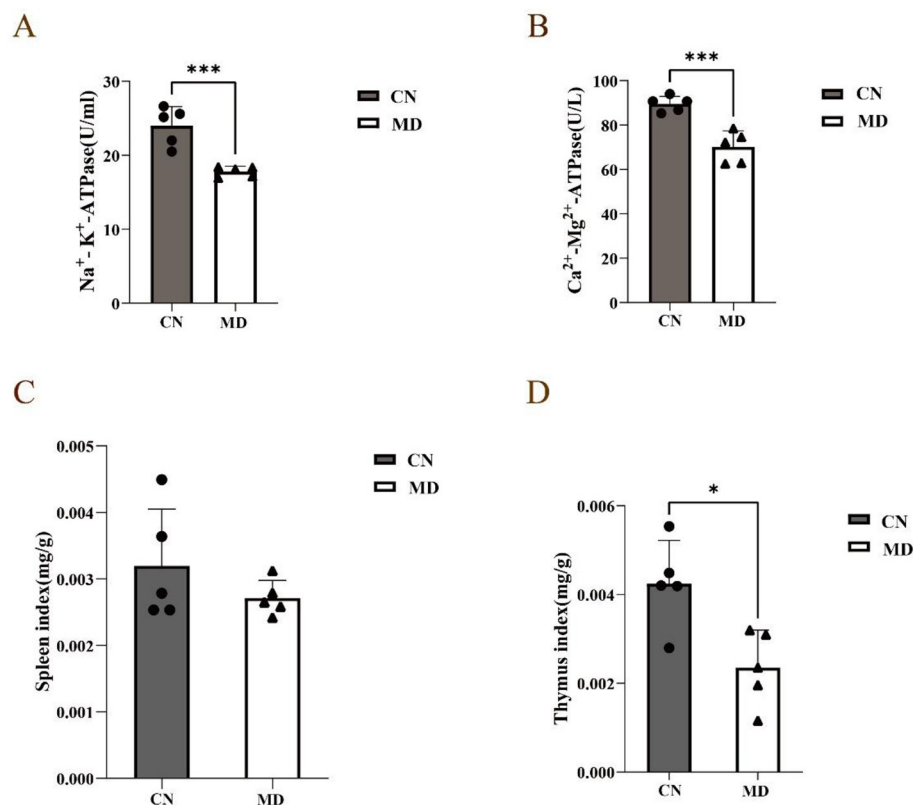 A
Na⁺-K⁺-ATPase(U/ml)
30
20
10
0
***
CN
MD
CN
MD
B
Ca²⁺-Mg²⁺-ATPase(U/L)
100
80
60
40
20
0
***
CN
MD
CN
MD
C
Spleen index(mg/g)
0.005
0.004
0.003
0.002
0.001
0.000
CN
MD
CN
MD
D
Thymus index(mg/g)
0.006
0.004
0.002
0.000
*
CN
MD
CN
MD